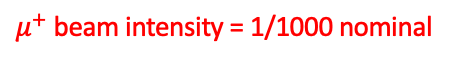 μ⁺ beam intensity = 1/1000 nominal